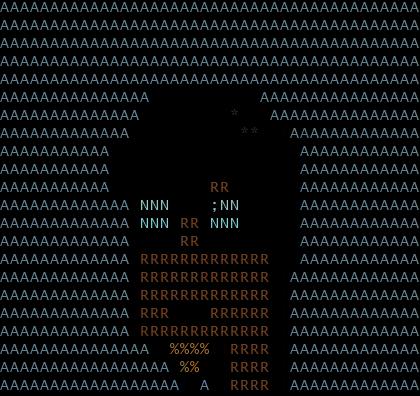 AAAAAAAAAAAAAAAAAAAAAAAAAAAAAAAAAAAAAAAAAA
AAAAAAAAAAAAAAAAAAAAAAAAAAAAAAAAAAAAAAAAAA
AAAAAAAAAAAAAAAAAAAAAAAAAAAAAAAAAAAAAAAAAA
AAAAAAAAAAAAAAAAAAAAAAAAAAAAAAAAAAAAAAAAAA
AAAAAAAAAAAAAAAAAAAAAAAAAAAAAAAAAAAAAAAAAA
AAAAAAAAAAAAAAA           AAAAAAAAAAAAAAAA
AAAAAAAAAAAAAA         *   AAAAAAAAAAAAAAA
AAAAAAAAAAAAA           **   AAAAAAAAAAAAA
AAAAAAAAAAA                   AAAAAAAAAAAA
AAAAAAAAAAA                   AAAAAAAAAAAA
AAAAAAAAAAA          RR       AAAAAAAAAAAA
AAAAAAAAAAAAA NNN    ;NN      AAAAAAAAAAAA
AAAAAAAAAAAAA NNN RR NNN      AAAAAAAAAAAA
AAAAAAAAAAAAA     RR          AAAAAAAAAAAA
AAAAAAAAAAAAA RRRRRRRRRRRRR   AAAAAAAAAAAA
AAAAAAAAAAAAA RRRRRRRRRRRRR  AAAAAAAAAAAAA
AAAAAAAAAAAAA RRRRRRRRRRRRR  AAAAAAAAAAAAA
AAAAAAAAAAAAA RRR    RRRRRR  AAAAAAAAAAAAA
AAAAAAAAAAAAA RRRRRRRRRRRRR  AAAAAAAAAAAAA
AAAAAAAAAAAAAAA  %%%%  RRRR  AAAAAAAAAAAAA
AAAAAAAAAAAAAAAAA %%   RRRR  AAAAAAAAAAAAA
AAAAAAAAAAAAAAAAAA  A  RRRR  AAAAAAAAAAAAA